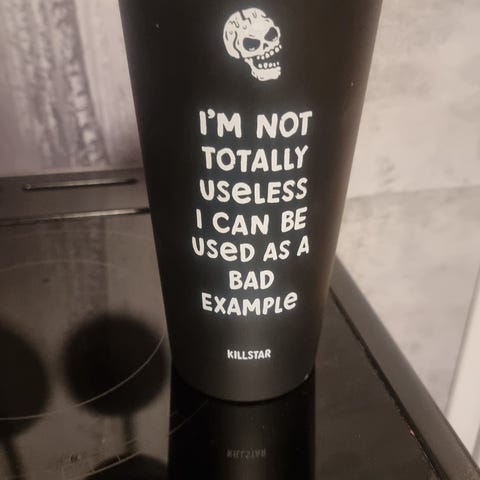 I'M NOT
TOTALLY
USELESS
I CAN BE
USED AS A
BAD
EXAMPLE
KILLSTAR